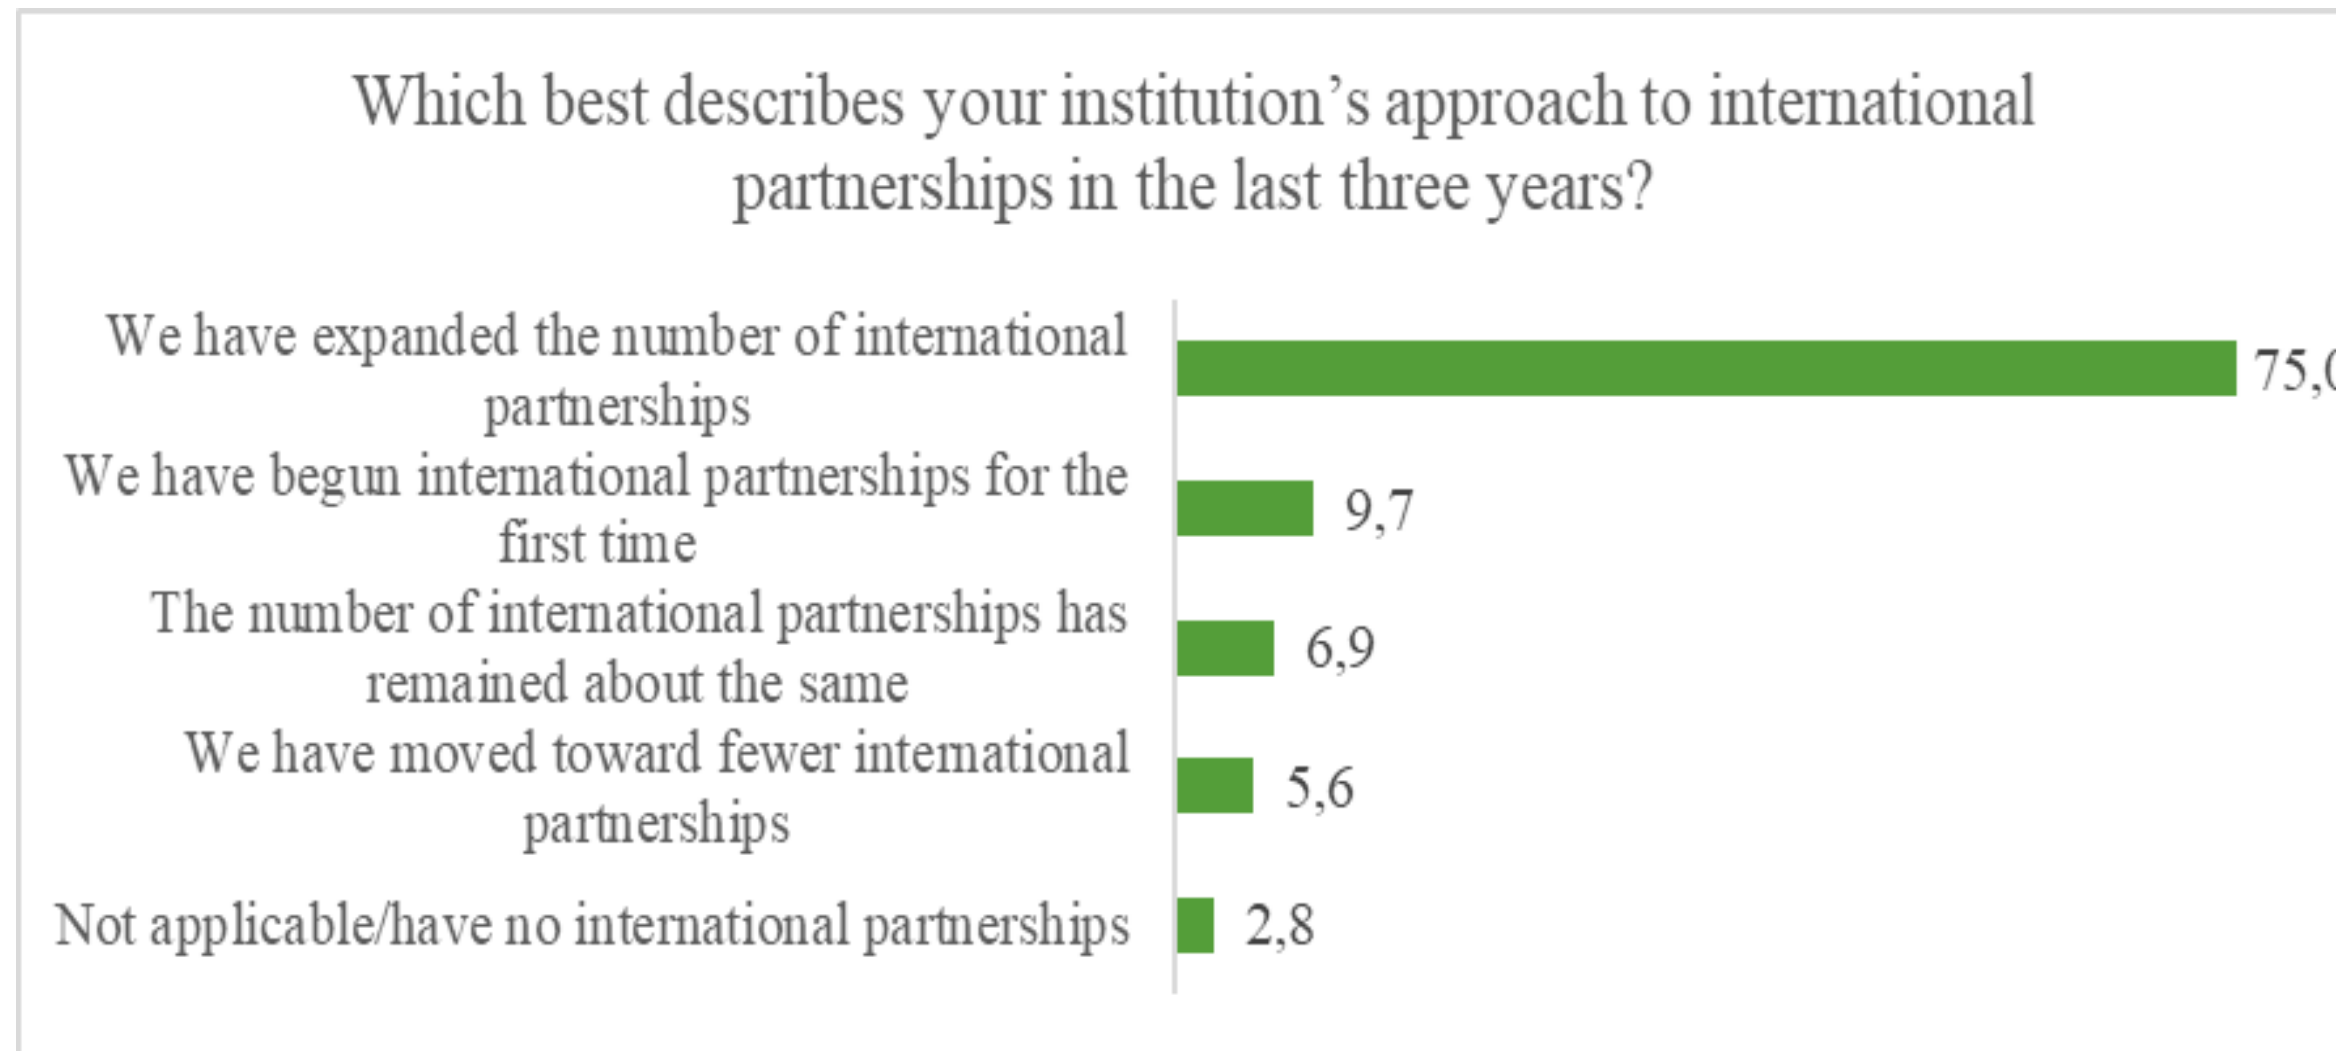 Which best describes your institution’s approach to international
partnerships in the last three years?
We have expanded the number of international
partnerships
75,0
We have begun international partnerships for the
first time
9,7
The number of international partnerships has
remained about the same
6,9
We have moved toward fewer international
partnerships
5,6
Not applicable/have no international partnerships
2,8